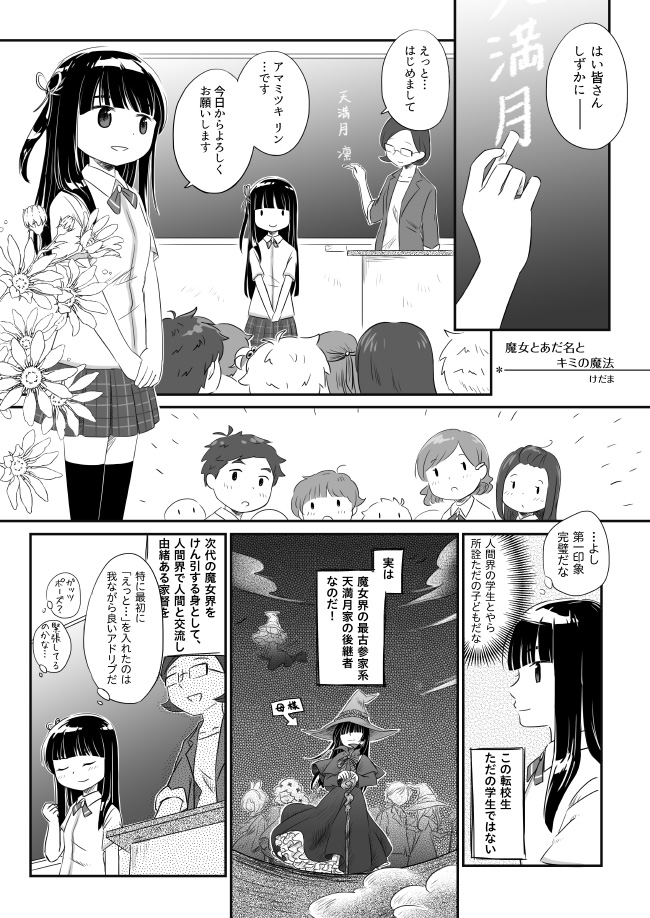 はい皆さん
しずかに――
天満月
えっと…
はじめまして
アマミツキ リン
…です
今日からよろしく
お願いします
天満月 凛
魔女とあだ名と
キミの魔法
けだま
…よし
第一印象
完璧だな
人間界の学生とやら
所詮ただの子どもだな
この転校生
ただの学生ではない
実は
魔女界の最古参家系
天満月家の後継者
なのだ！
母様
次代の魔女界を
けん引する身として、
人間界で人間と交流し
由緒ある家督を
特に最初に
「えっと…」を入れたのは
我ながら良いアドリブだ
ガッツ
ポーズ？
緊張してる
のかな…